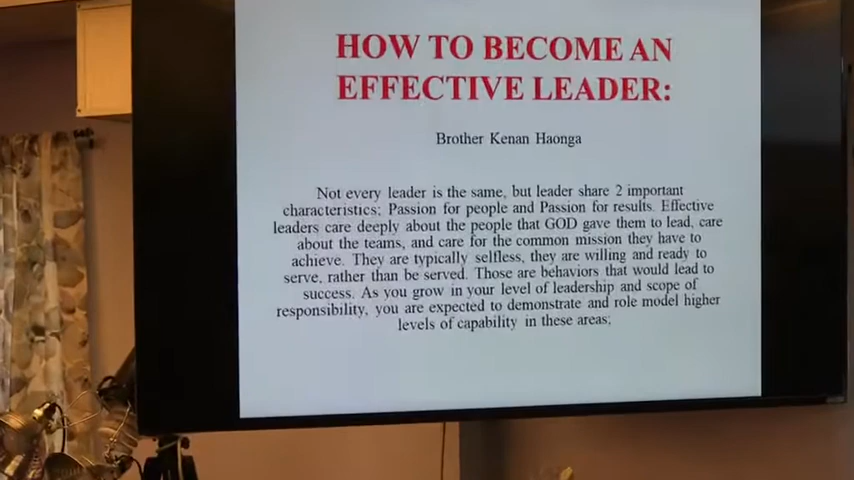 HOW TO BECOME AN
EFFECTIVE LEADER:
Brother Kenan Haonga
Not every leader is the same, but leader share 2 important
characteristics; Passion for people and Passion for results. Effective
leaders care deeply about the people that GOD gave them to lead, care
about the teams, and care for the common mission they have to
achieve. They are typically selfless, they are willing and ready to
serve, rather than be served. Those are behaviors that would lead to
success. As you grow in your level of leadership and scope of
responsibility, you are expected to demonstrate and role model higher
levels of capability in these areas;